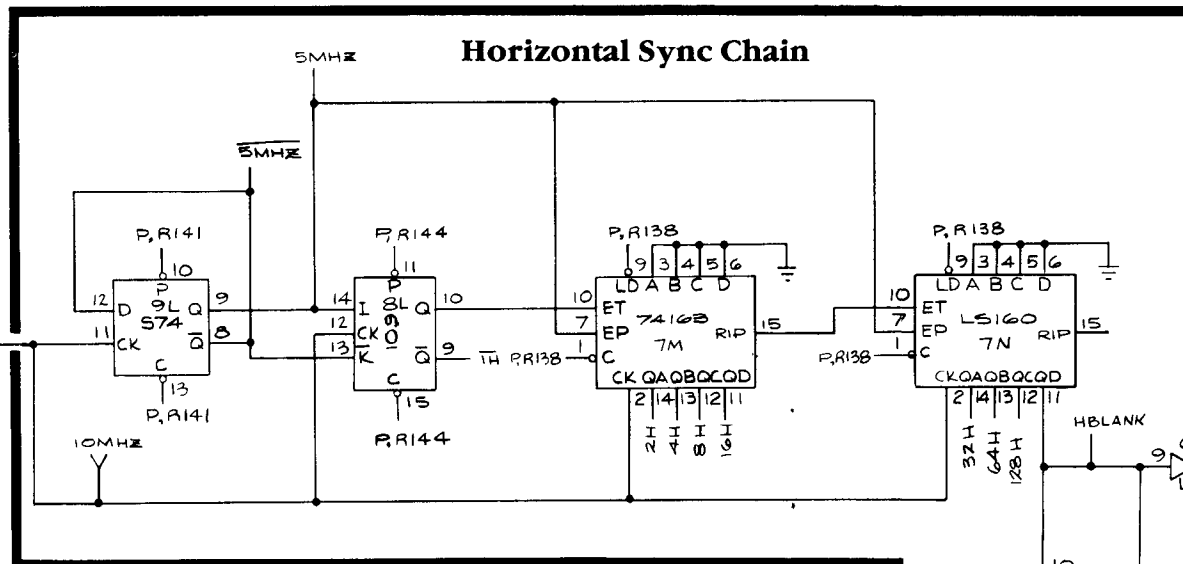 Horizontal Sync Chain
5MHZ
5MHZ
P,R141
10
P
12 D 9L Q 9
S74
11 CK Q 8
C
13
P,R141
10MHZ
P,R144
11
P
14 I 8L Q 10
12 CK 109
13 K Q 9 1H
C
15
P,R144
P,R138
9 3 4 5 6
LD A B C D
10 ET 74163
7 EP RIP 15
P,R138 1 C 7M
CK QA QB QC QD
2 14 13 12 11
2H 4H 8H 16H
P,R138
9 3 4 5 6
LD A B C D
10 ET LS160
7 EP RIP 15
P,R138 1 C 7N
CK QA QB QC QD
2 14 13 12 11
32H 64H 128H
HBLANK
9
10